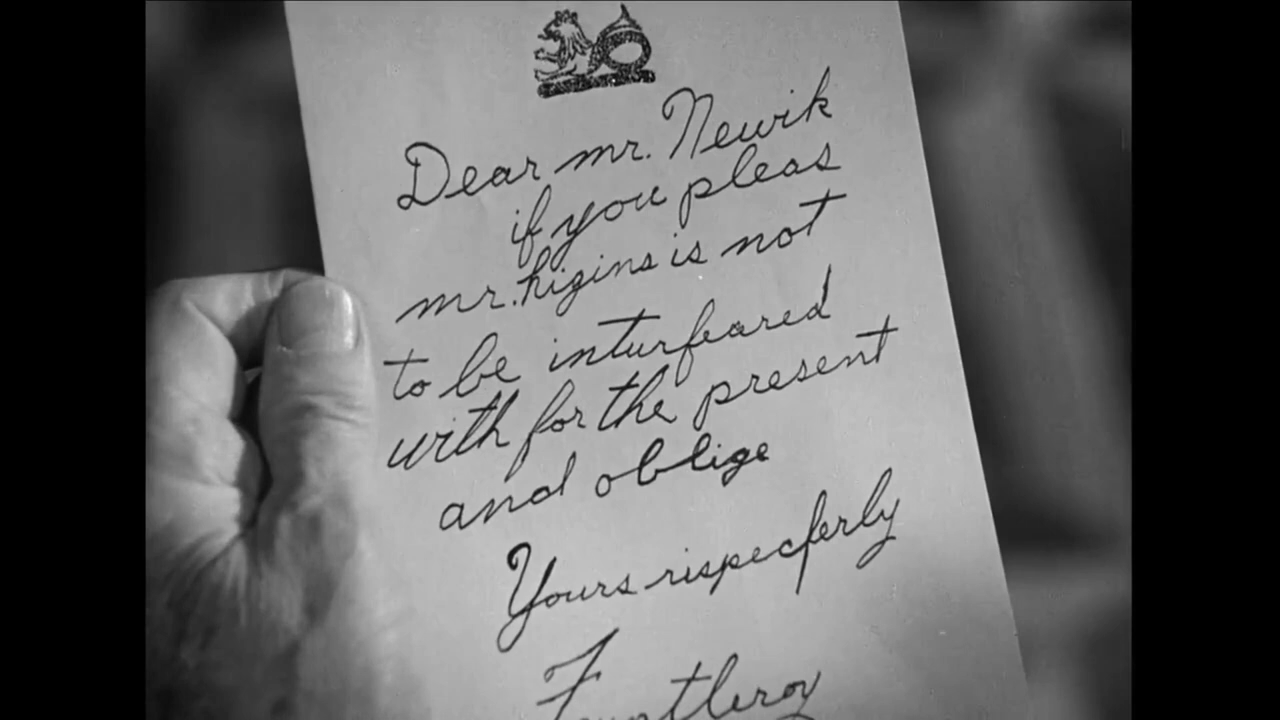 Dear mr. Newik
if you pleas
mr. higins is not
to be inturfeared
with for the present
and oblige
Yours rispecferly
Fauntleroy